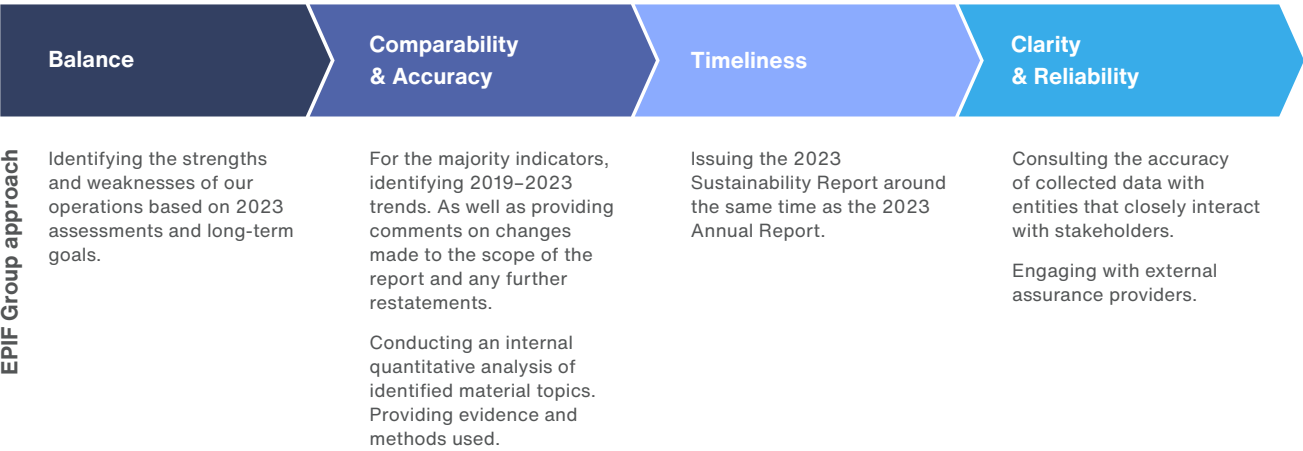 Balance
Comparability
& Accuracy
Timeliness
Clarity
& Reliability
EPIF Group approach
Identifying the strengths
and weaknesses of our
operations based on 2023
assessments and long-term
goals.
For the majority indicators,
identifying 2019–2023
trends. As well as providing
comments on changes
made to the scope of the
report and any further
restatements.
Conducting an internal
quantitative analysis of
identified material topics.
Providing evidence and
methods used.
Issuing the 2023
Sustainability Report around
the same time as the 2023
Annual Report.
Consulting the accuracy
of collected data with
entities that closely interact
with stakeholders.
Engaging with external
assurance providers.